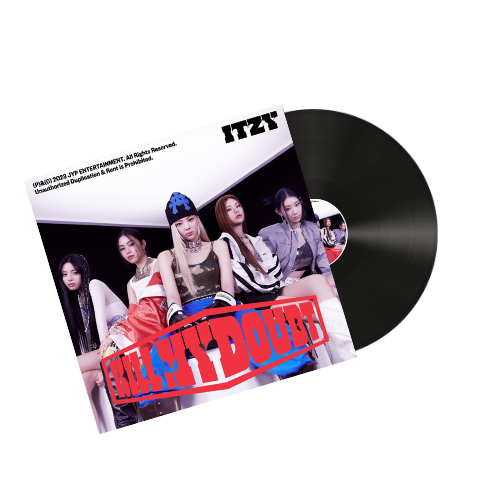 ITZY
(P)&(C) 2023 JYP ENTERTAINMENT. All Rights Reserved.
Unauthorized Duplication & Rent is Prohibited.
KILL MY DOUBT